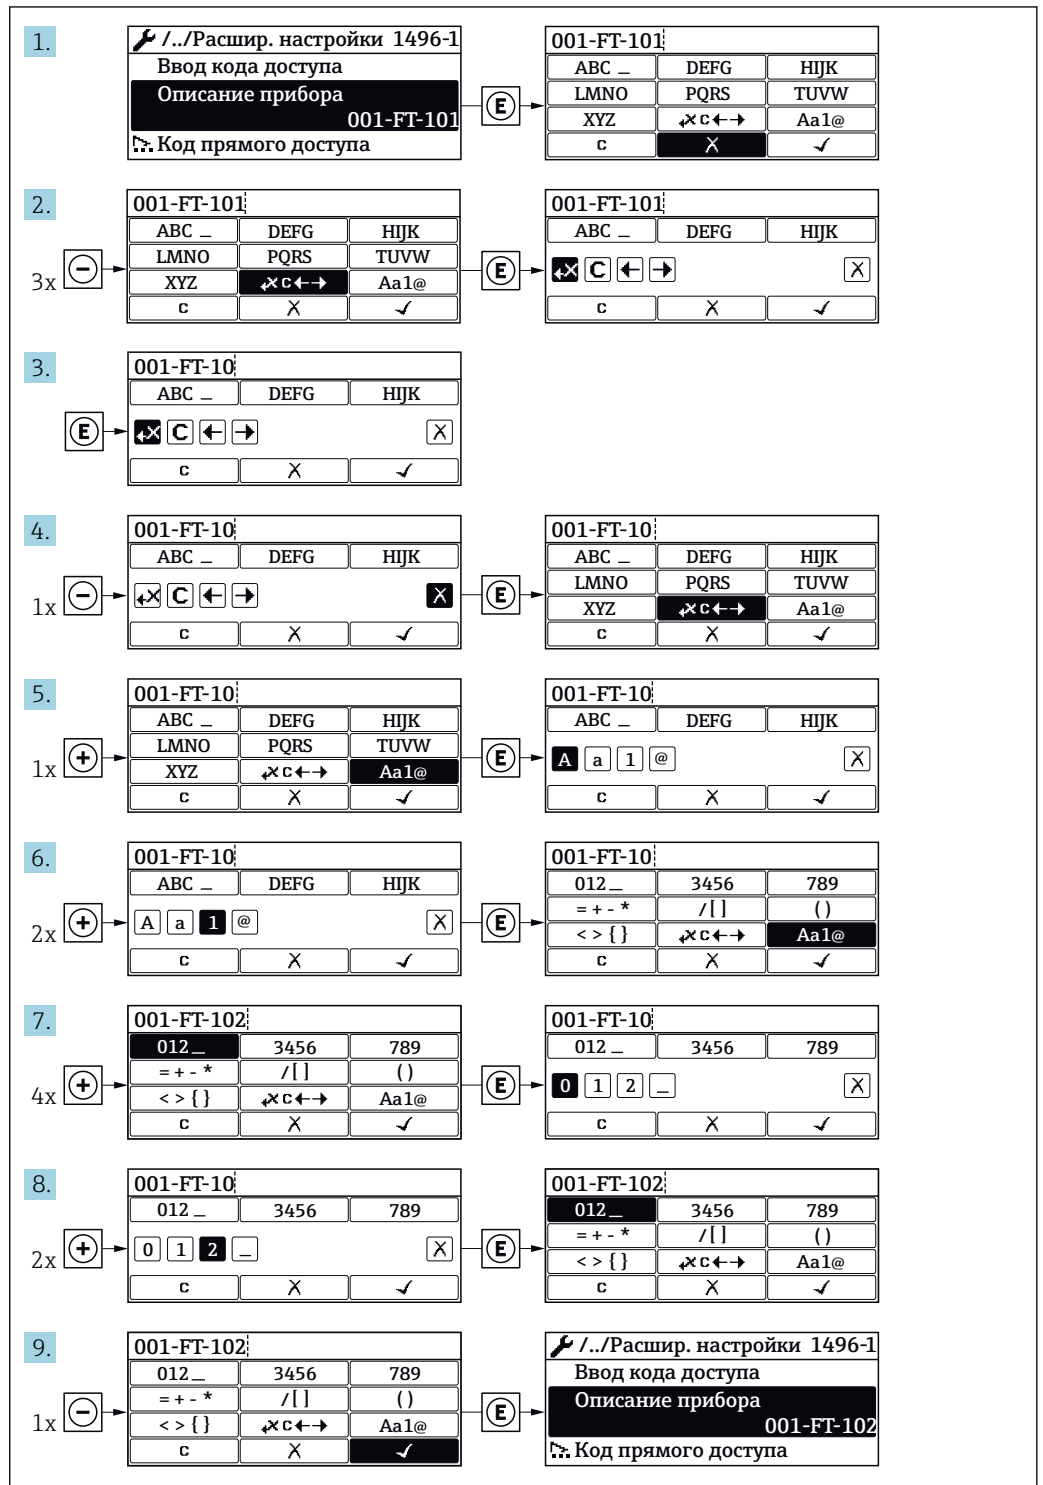 1.
/../Расшир. настройки 1496-1
Ввод кода доступа
Описание прибора
001-FT-101
Код прямого доступа
E
001-FT-101
ABC _ DEFG HIJK
LMNO PQRS TUVW
XYZ ↲✕ C ← → Aa1@
C X ✓
2.
3x −
001-FT-101
ABC _ DEFG HIJK
LMNO PQRS TUVW
XYZ ↲✕ C ← → Aa1@
C X ✓
E
001-FT-101
ABC _ DEFG HIJK
↲✕ C ← → X
C X ✓
3.
E
001-FT-10
ABC _ DEFG HIJK
↲✕ C ← → X
C X ✓
4.
1x −
001-FT-10
ABC _ DEFG HIJK
↲✕ C ← → X
C X ✓
E
001-FT-10
ABC _ DEFG HIJK
LMNO PQRS TUVW
XYZ ↲✕ C ← → Aa1@
C X ✓
5.
1x +
001-FT-10
ABC _ DEFG HIJK
LMNO PQRS TUVW
XYZ ↲✕ C ← → Aa1@
C X ✓
E
001-FT-10
ABC _ DEFG HIJK
A a 1 @ X
C X ✓
6.
2x +
001-FT-10
ABC _ DEFG HIJK
A a 1 @ X
C X ✓
E
001-FT-10
012 _ 3456 789
= + - * / [ ] ( )
< > { } ↲✕ C ← → Aa1@
C X ✓
7.
4x +
001-FT-102
012 _ 3456 789
= + - * / [ ] ( )
< > { } ↲✕ C ← → Aa1@
C X ✓
E
001-FT-10
012 _ 3456 789
0 1 2 _ X
C X ✓
8.
2x +
001-FT-10
012 _ 3456 789
0 1 2 _ X
C X ✓
E
001-FT-102
012 _ 3456 789
= + - * / [ ] ( )
< > { } ↲✕ C ← → Aa1@
C X ✓
9.
1x −
001-FT-102
012 _ 3456 789
= + - * / [ ] ( )
< > { } ↲✕ C ← → Aa1@
C X ✓
E
/../Расшир. настройки 1496-1
Ввод кода доступа
Описание прибора
001-FT-102
Код прямого доступа